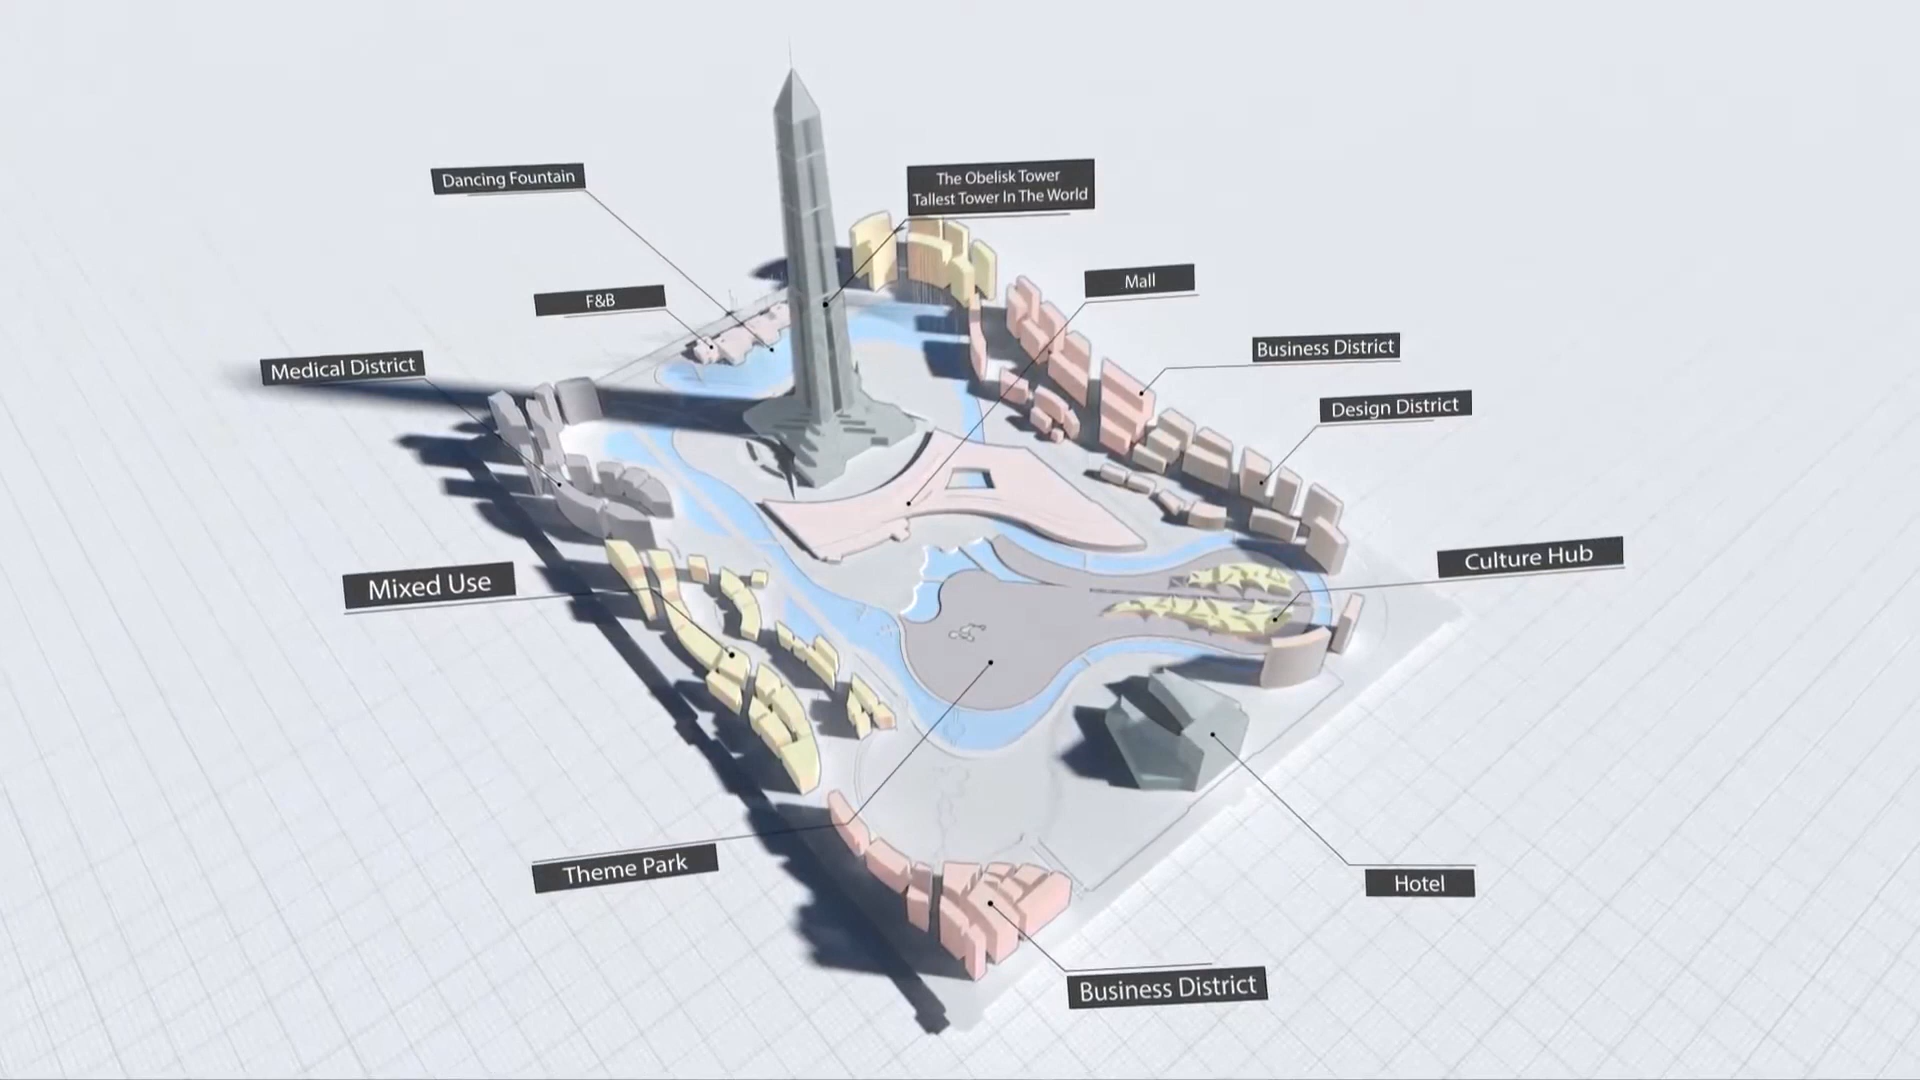 Dancing Fountain
The Obelisk Tower
Tallest Tower In The World
Mall
F&B
Business District
Medical District
Design District
Culture Hub
Mixed Use
Theme Park
Hotel
Business District